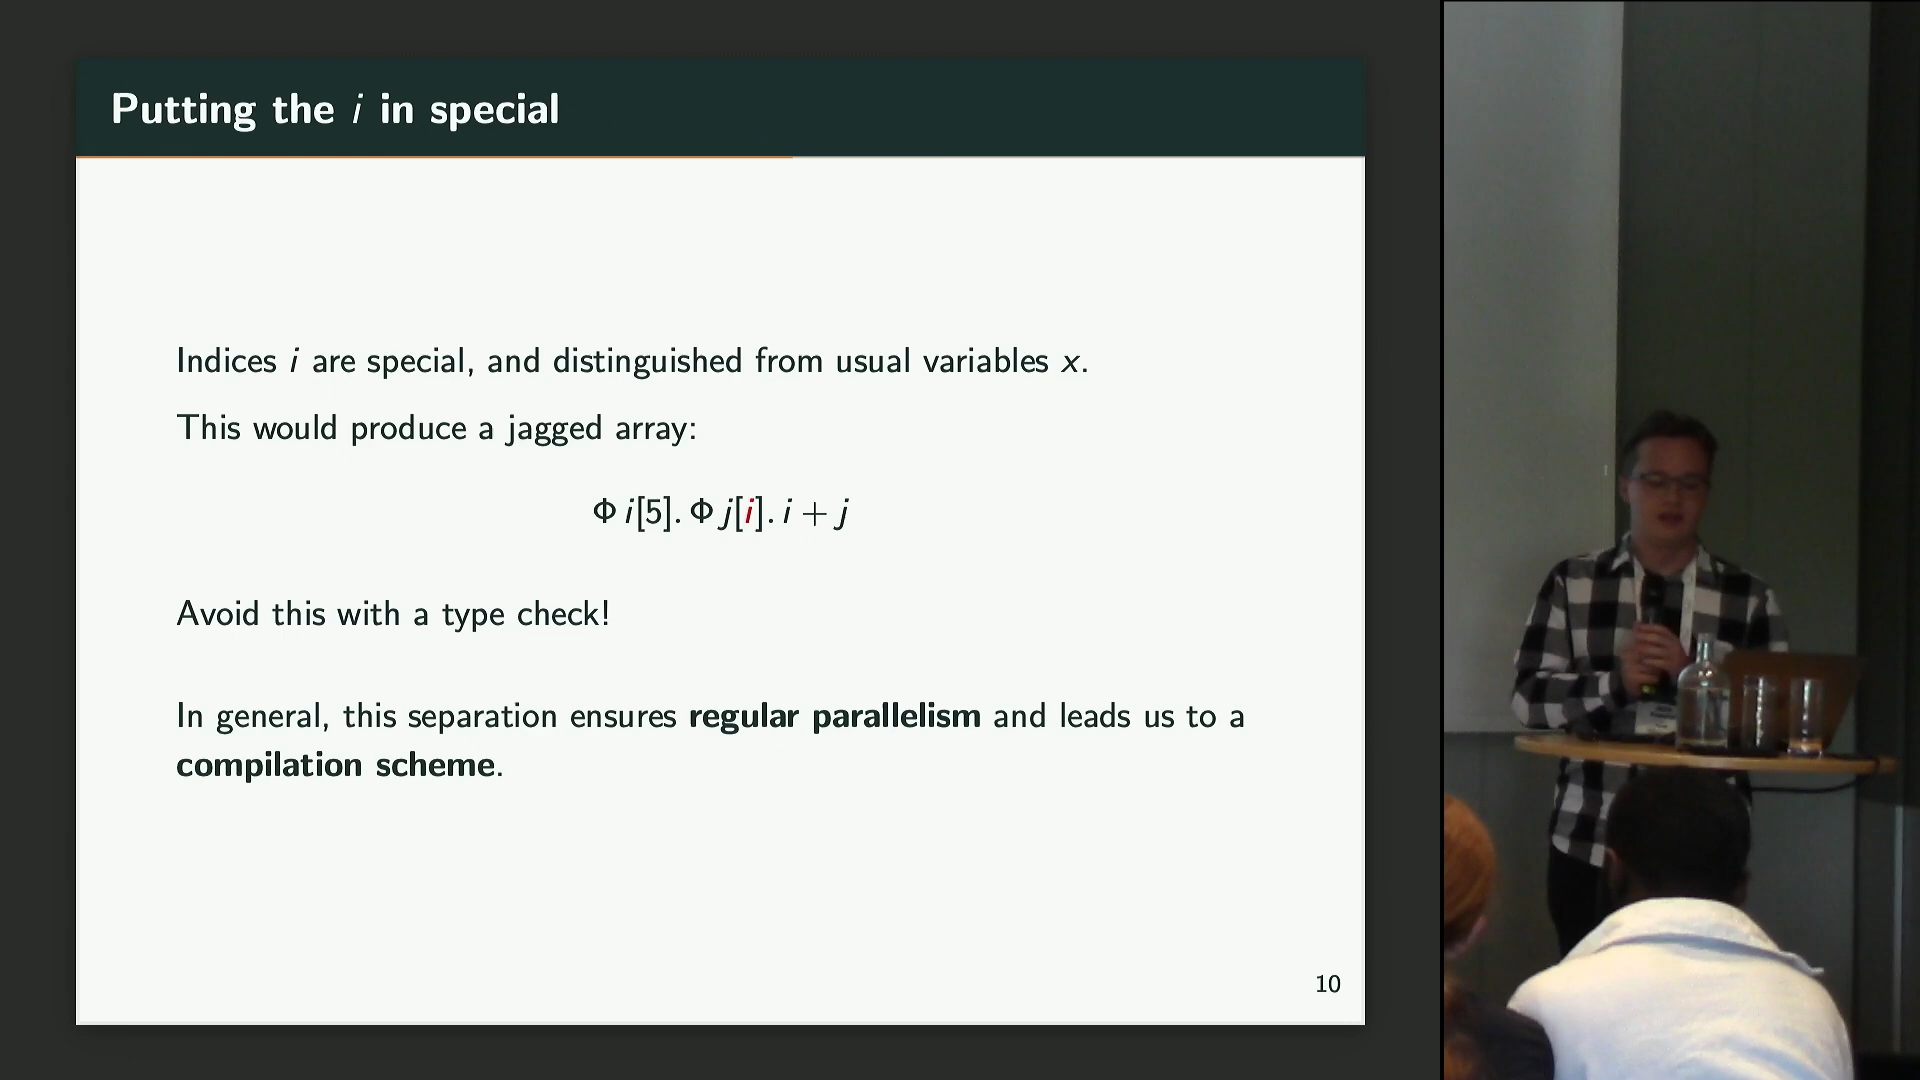 Putting the i in special
Indices i are special, and distinguished from usual variables x.
This would produce a jagged array:
Φ i[5]. Φ j[i]. i + j
Avoid this with a type check!
In general, this separation ensures regular parallelism and leads us to a
compilation scheme.
10